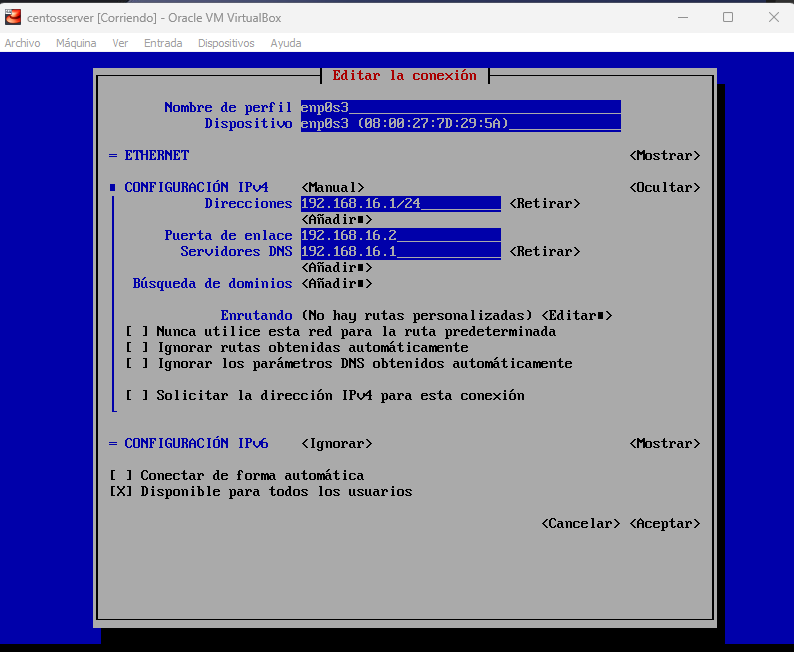 centosserver [Corriendo] - Oracle VM VirtualBox
Archivo Máquina Ver Entrada Dispositivos Ayuda
Editar la conexión
Nombre de perfil enp0s3
Dispositivo enp0s3 (08:00:27:7D:29:5A)
= ETHERNET <Mostrar>
CONFIGURACIÓN IPv4 <Manual> <Ocultar>
Direcciones 192.168.16.1/24 <Retirar>
<Añadir>
Puerta de enlace 192.168.16.2
Servidores DNS 192.168.16.1 <Retirar>
<Añadir>
Búsqueda de dominios <Añadir>
Enrutando (No hay rutas personalizadas) <Editar>
[ ] Nunca utilice esta red para la ruta predeterminada
[ ] Ignorar rutas obtenidas automáticamente
[ ] Ignorar los parámetros DNS obtenidos automáticamente
[ ] Solicitar la dirección IPv4 para esta conexión
= CONFIGURACIÓN IPv6 <Ignorar> <Mostrar>
[ ] Conectar de forma automática
[X] Disponible para todos los usuarios
<Cancelar> <Aceptar>